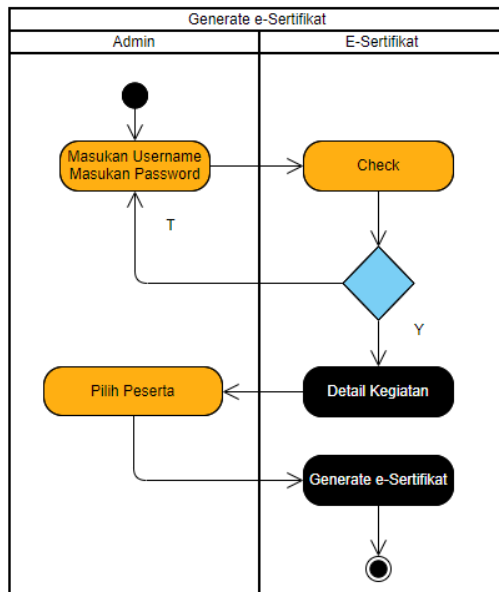 Generate e-Sertifikat
Admin
E-Sertifikat
Masukan Username
Masukan Password
Check
T
Y
Pilih Peserta
Detail Kegiatan
Generate e-Sertifikat